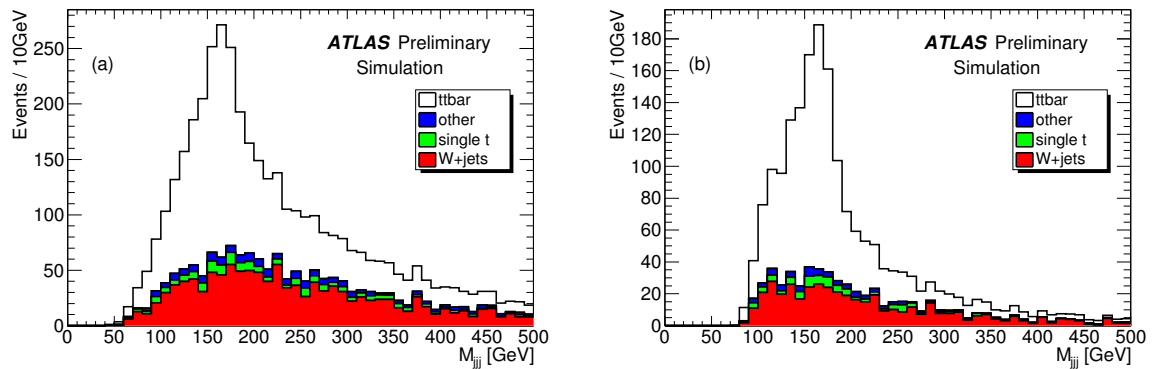 Events / 10GeV
250
200
150
100
50
0
(a)
ATLAS Preliminary
Simulation
ttbar
other
single t
W+jets
0 50 100 150 200 250 300 350 400 450 500
M_jjj [GeV]
Events / 10GeV
180
160
140
120
100
80
60
40
20
0
(b)
ATLAS Preliminary
Simulation
ttbar
other
single t
W+jets
0 50 100 150 200 250 300 350 400 450 500
M_jjj [GeV]